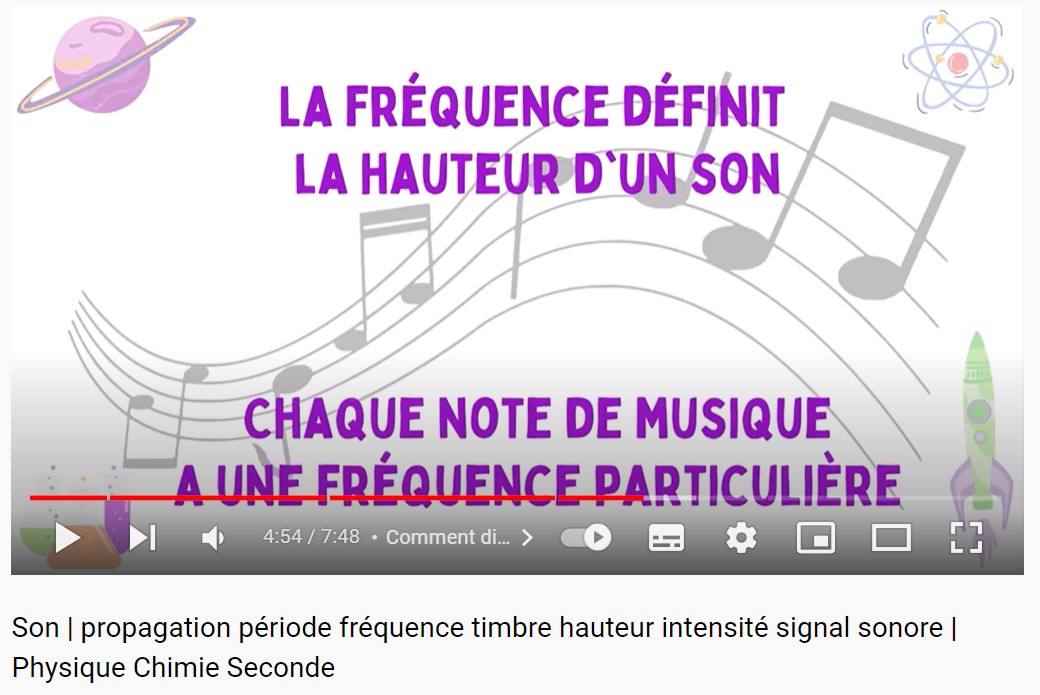 LA FRÉQUENCE DÉFINIT
LA HAUTEUR D`UN SON
CHAQUE NOTE DE MUSIQUE
A UNE FRÉQUENCE PARTICULIÈRE
4:54 / 7:48 • Comment di...
Son | propagation période fréquence timbre hauteur intensité signal sonore |
Physique Chimie Seconde